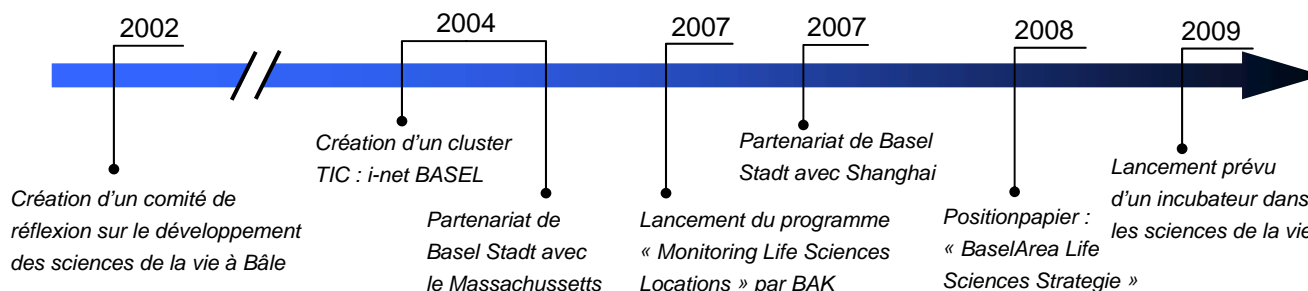 2002
Création d’un comité de
réflexion sur le développement
des sciences de la vie à Bâle
2004
Création d’un cluster
TIC : i-net BASEL
Partenariat de
Basel Stadt avec
le Massachussetts
2007
Lancement du programme
« Monitoring Life Sciences
Locations » par BAK
2007
Partenariat de Basel
Stadt avec Shanghai
2008
Positionpapier :
« BaselArea Life
Sciences Strategie »
2009
Lancement prévu
d’un incubateur dans
les sciences de la vie